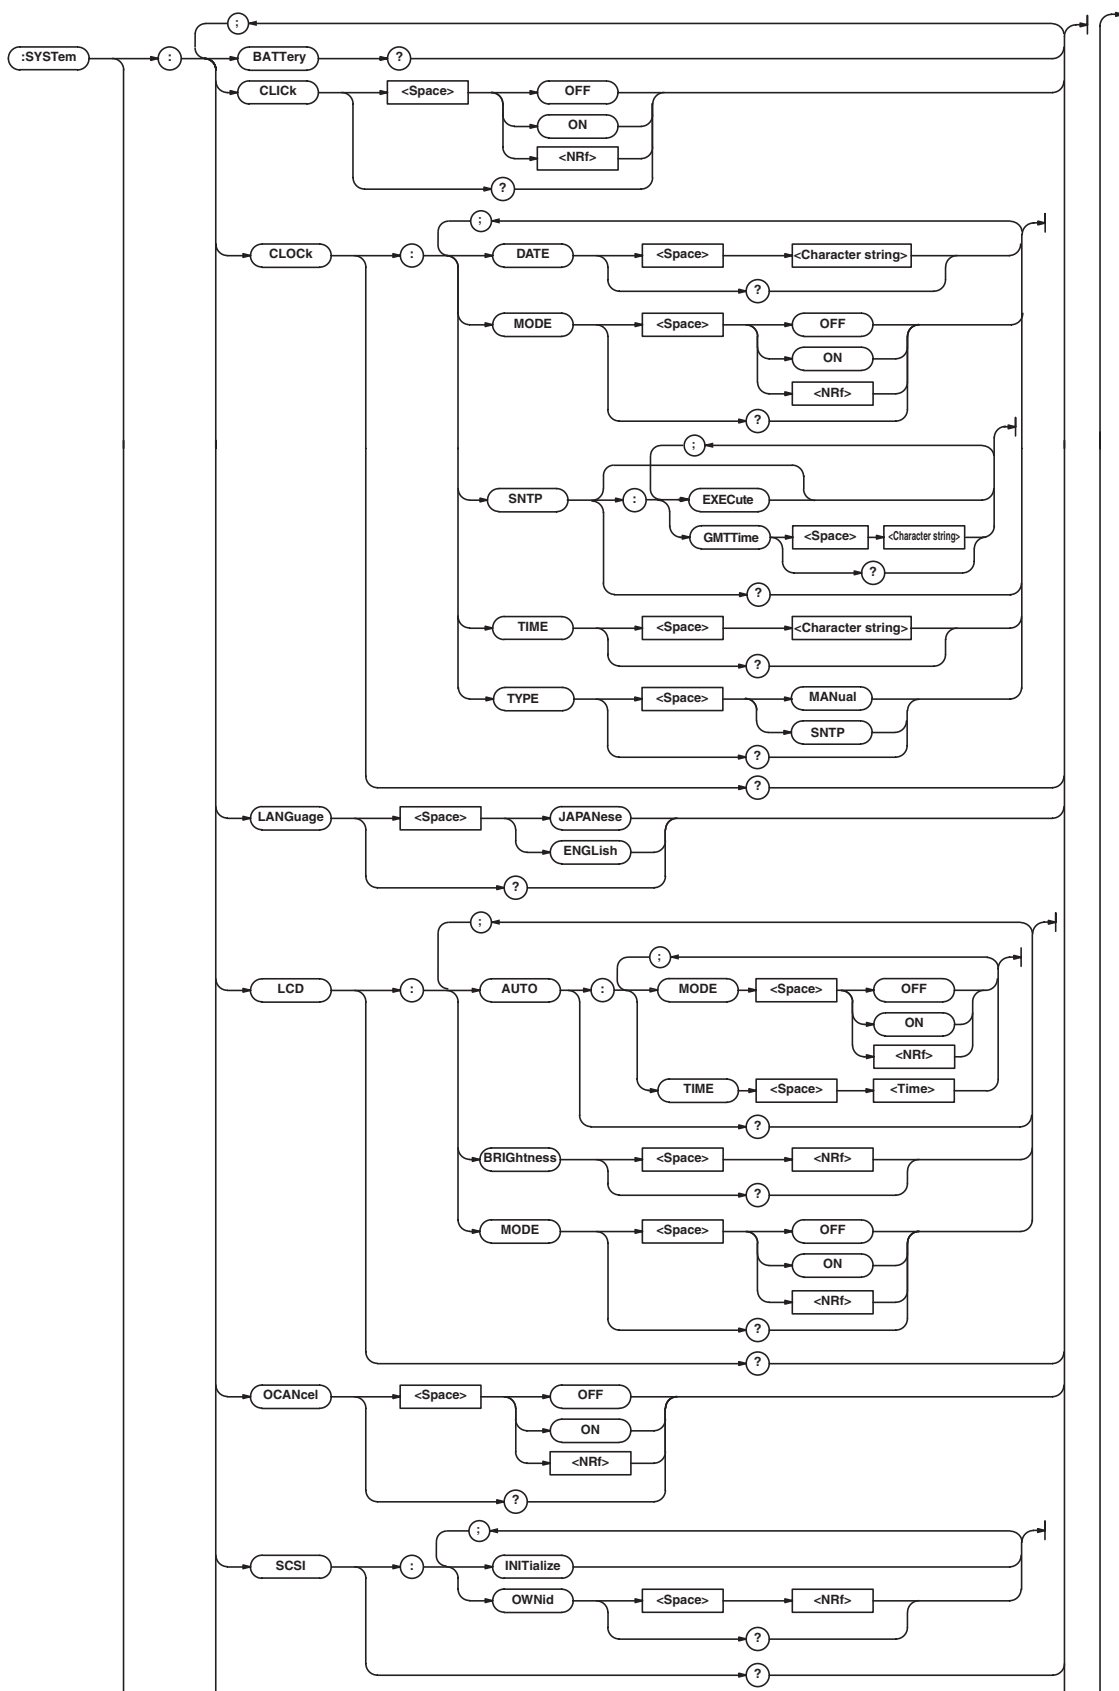 ;
:SYSTem : BATTery ?
CLICk <Space> OFF
ON
<NRf>
?
;
CLOCk : DATE <Space> <Character string>
?
MODE <Space> OFF
ON
<NRf>
?
;
SNTP : EXECute
GMTTime <Space> <Character string>
?
?
TIME <Space> <Character string>
?
TYPE <Space> MANual
SNTP
?
?
LANGuage <Space> JAPANese
ENGLish
?
;
;
LCD : AUTO : MODE <Space> OFF
ON
<NRf>
TIME <Space> <Time>
?
BRIGhtness <Space> <NRf>
?
MODE <Space> OFF
ON
<NRf>
?
?
OCANcel <Space> OFF
ON
<NRf>
?
;
SCSI : INITialize
OWNid <Space> <NRf>
?
?